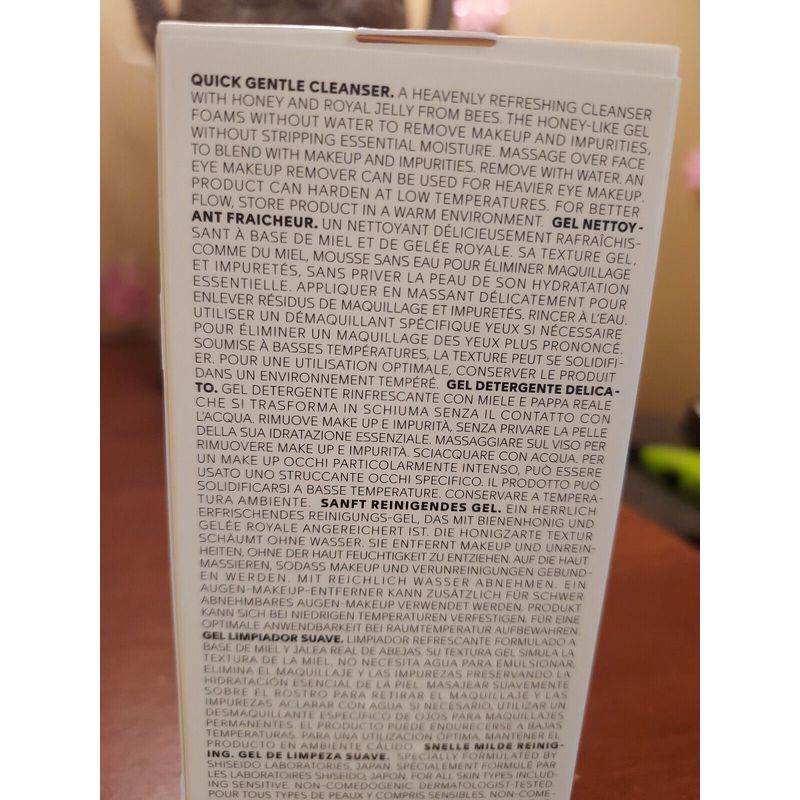 QUICK GENTLE CLEANSER. A HEAVENLY REFRESHING CLEANSER
WITH HONEY AND ROYAL JELLY FROM BEES. THE HONEY-LIKE GEL
FOAMS WITHOUT WATER TO REMOVE MAKEUP AND IMPURITIES,
WITHOUT STRIPPING ESSENTIAL MOISTURE. MASSAGE OVER FACE
TO BLEND WITH MAKEUP AND IMPURITIES. REMOVE WITH WATER. AN
EYE MAKEUP REMOVER CAN BE USED FOR HEAVIER EYE MAKEUP.
PRODUCT CAN HARDEN AT LOW TEMPERATURES. FOR BETTER
FLOW, STORE PRODUCT IN A WARM ENVIRONMENT. GEL NETTOY-
ANT FRAICHEUR. UN NETTOYANT DÉLICIEUSEMENT RAFRAÎCHIS-
SANT À BASE DE MIEL ET DE GELÉE ROYALE. SA TEXTURE GEL,
COMME DU MIEL, MOUSSE SANS EAU POUR ÉLIMINER MAQUILLAGE
ET IMPURETÉS, SANS PRIVER LA PEAU DE SON HYDRATATION
ESSENTIELLE. APPLIQUER EN MASSANT DÉLICATEMENT POUR
ENLEVER RÉSIDUS DE MAQUILLAGE ET IMPURETÉS. RINCER À L'EAU.
UTILISER UN DÉMAQUILLANT SPÉCIFIQUE YEUX SI NÉCESSAIRE
POUR ÉLIMINER UN MAQUILLAGE DES YEUX PLUS PRONONCÉ.
SOUMISE À BASSES TEMPÉRATURES, LA TEXTURE PEUT SE SOLIDIFI-
ER. POUR UNE UTILISATION OPTIMALE, CONSERVER LE PRODUIT
DANS UN ENVIRONNEMENT TEMPÉRÉ. GEL DETERGENTE DELICA-
TO. GEL DETERGENTE RINFRESCANTE CON MIELE E PAPPA REALE
CHE SI TRASFORMA IN SCHIUMA SENZA IL CONTATTO CON
L'ACQUA. RIMUOVE MAKE UP E IMPURITÀ, SENZA PRIVARE LA PELLE
DELLA SUA IDRATAZIONE ESSENZIALE. MASSAGGIARE SUL VISO PER
RIMUOVERE MAKE UP E IMPURITÀ. SCIACQUARE CON ACQUA. PER
UN MAKE UP OCCHI PARTICOLARMENTE INTENSO, PUÒ ESSERE
USATO UNO STRUCCANTE OCCHI SPECIFICO. IL PRODOTTO PUÒ
SOLIDIFICARSI A BASSE TEMPERATURE. CONSERVARE A TEMPERA-
TURA AMBIENTE. SANFT REINIGENDES GEL. EIN HERRLICH
ERFRISCHENDES REINIGUNGS-GEL, DAS MIT BIENENHONIG UND
GELÉE ROYALE ANGEREICHERT IST. DIE HONIGZARTE TEXTUR
SCHÄUMT OHNE WASSER. SIE ENTFERNT MAKEUP UND UNREIN-
HEITEN, OHNE DER HAUT FEUCHTIGKEIT ZU ENTZIEHEN. AUF DIE HAUT
MASSIEREN, SODASS MAKEUP UND VERUNREINIGUNGEN GEBUND-
EN WERDEN. MIT REICHLICH WASSER ABNEHMEN. EIN
AUGEN-MAKEUP-ENTFERNER KANN ZUSÄTZLICH FÜR SCHWER
ABNEHMBARES AUGEN-MAKEUP VERWENDET WERDEN. PRODUKT
KANN SICH BEI NIEDRIGEN TEMPERATUREN VERFESTIGEN. FÜR EINE
OPTIMALE ANWENDBARKEIT BEI RAUMTEMPERATUR AUFBEWAHREN.
GEL LIMPIADOR SUAVE. LIMPIADOR REFRESCANTE FORMULADO A
BASE DE MIEL Y JALEA REAL DE ABEJAS. SU TEXTURA GEL SIMULA LA
TEXTURA DE LA MIEL, NO NECESITA AGUA PARA EMULSIONAR.
ELIMINA EL MAQUILLAJE Y LAS IMPUREZAS PRESERVANDO LA
HIDRATACIÓN ESENCIAL DE LA PIEL. MASAJEAR SUAVEMENTE
SOBRE EL ROSTRO PARA RETIRAR EL MAQUILLAJE Y LAS
IMPUREZAS. ACLARAR CON AGUA. SI NECESARIO, UTILIZAR UN
DESMAQUILLANTE ESPECÍFICO DE OJOS PARA MAQUILLAJES
PERMANENTES. EL PRODUCTO PUEDE ENDURECERSE A BAJAS
TEMPERATURAS. PARA UNA UTILIZACIÓN ÓPTIMA, MANTENER EL
PRODUCTO EN AMBIENTE CÁLIDO. SNELLE MILDE REINIG-
ING. GEL DE LIMPEZA SUAVE. SPECIALLY FORMULATED BY
SHISEIDO LABORATORIES, JAPAN. SPÉCIALEMENT FORMULÉ PAR
LES LABORATOIRES SHISEIDO, JAPON. FOR ALL SKIN TYPES INCLUD-
ING SENSITIVE. NON-COMEDOGENIC. DERMATOLOGIST-TESTED.
POUR TOUS TYPES DE PEAUX Y COMPRIS SENSIBLES. NON-COME-